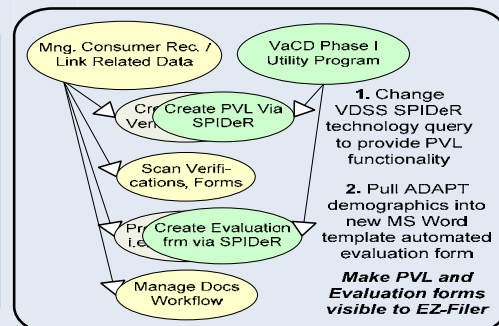 Mng. Consumer Rec. /
Link Related Data
VaCD Phase I
Utility Program
Create PVL Via
SPIDeR
Scan Verifi-
cations, Forms
Create Evaluation
frm via SPIDeR
Manage Docs
Workflow
1. Change
VDSS SPIDeR
technology query
to provide PVL
functionality
2. Pull ADAPT
demographics into
new MS Word
template automated
evaluation form
Make PVL and
Evaluation forms
visible to EZ-Filer